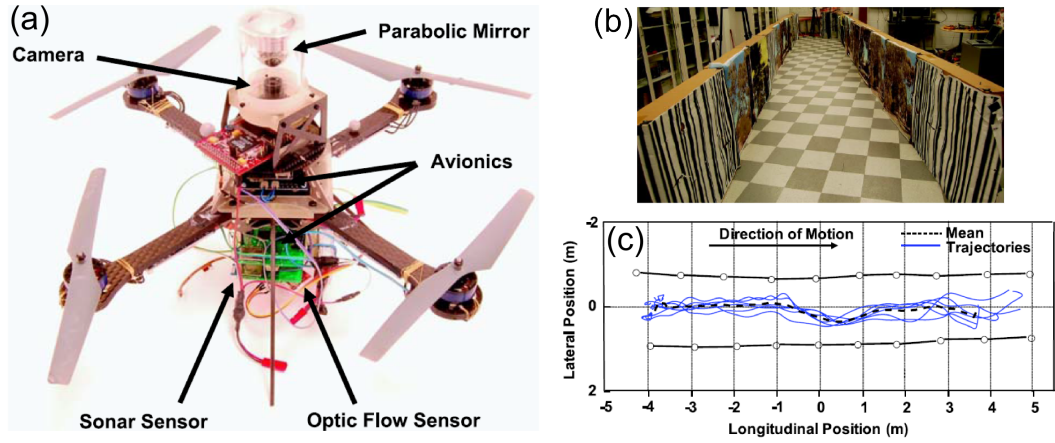 (a)
Parabolic Mirror
Camera
Avionics
Sonar Sensor
Optic Flow Sensor
(b)
(c)
Direction of Motion
Mean
Trajectories
-2
0
2
Lateral Position (m)
-5 -4 -3 -2 -1 0 1 2 3 4 5
Longitudinal Position (m)